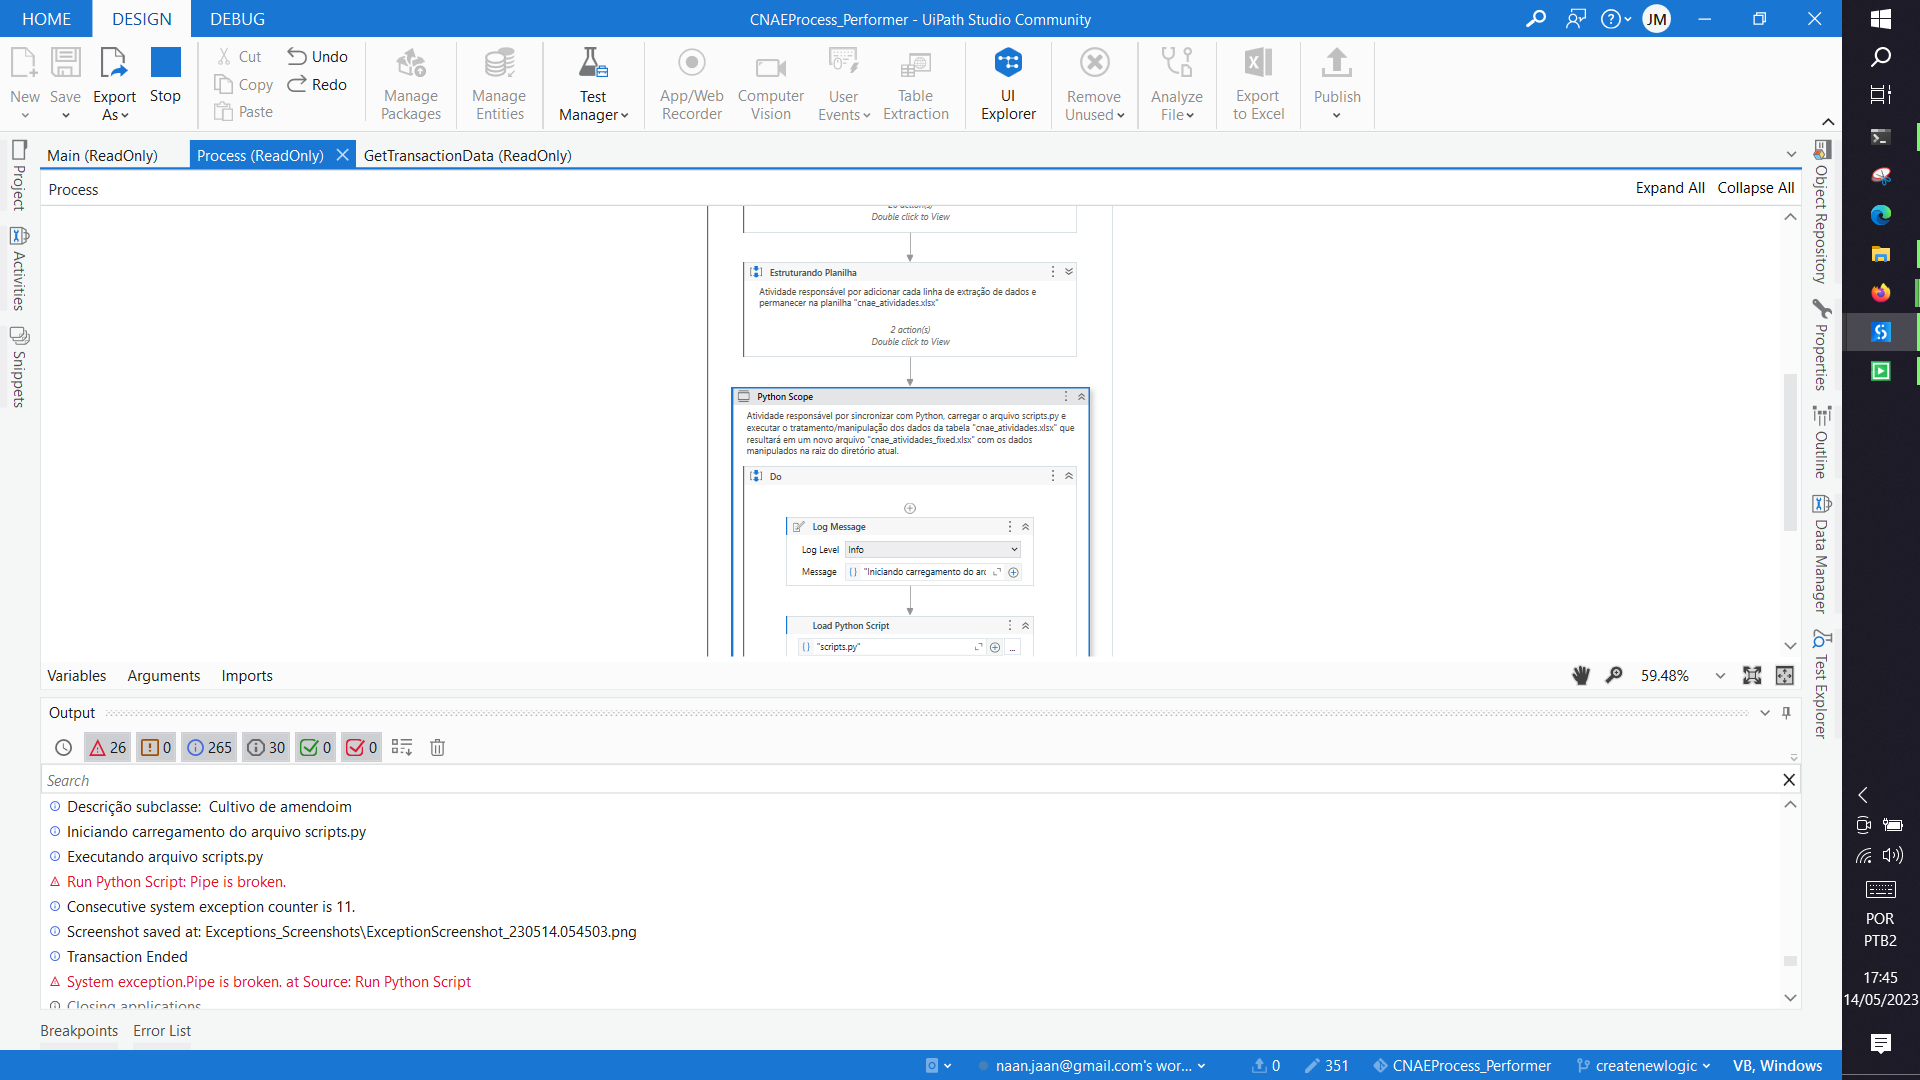 HOME DESIGN DEBUG
CNAEProcess_Performer - UiPath Studio Community
JM
New
Save
Export As
Stop
Cut
Copy
Paste
Undo
Redo
Manage Packages
Manage Entities
Test Manager
App/Web Recorder
Computer Vision
User Events
Table Extraction
UI Explorer
Remove Unused
Analyze File
Export to Excel
Publish
Main (ReadOnly)
Process (ReadOnly)
GetTransactionData (ReadOnly)
Process
Expand All Collapse All
Project
Activities
Snippets
Double click to View
Estruturando Planilha
Atividade responsável por adicionar cada linha de extração de dados e
permanecer na planilha "cnae_atividades.xlsx"
2 action(s)
Double click to View
Python Scope
Atividade responsável por sincronizar com Python, carregar o arquivo scripts.py e
executar o tratamento/manipulação dos dados da tabela "cnae_atividades.xlsx" que
resultará em um novo arquivo "cnae_atividades_fixed.xlsx" com os dados
manipulados na raiz do diretório atual.
Do
Log Message
Log Level Info
Message "Iniciando carregamento do arc
Load Python Script
"scripts.py"
...
Object Repository
Properties
Outline
Data Manager
Test Explorer
Variables Arguments Imports
59.48%
Output
26 0 265 30 0 0
Search
Descrição subclasse: Cultivo de amendoim
Iniciando carregamento do arquivo scripts.py
Executando arquivo scripts.py
Run Python Script: Pipe is broken.
Consecutive system exception counter is 11.
Screenshot saved at: Exceptions_Screenshots\ExceptionScreenshot_230514.054503.png
Transaction Ended
System exception.Pipe is broken. at Source: Run Python Script
Closing applications...
Breakpoints Error List
naan.jaan@gmail.com's wor...
0
351
CNAEProcess_Performer
createnewlogic
VB, Windows
POR
PTB2
17:45
14/05/2023